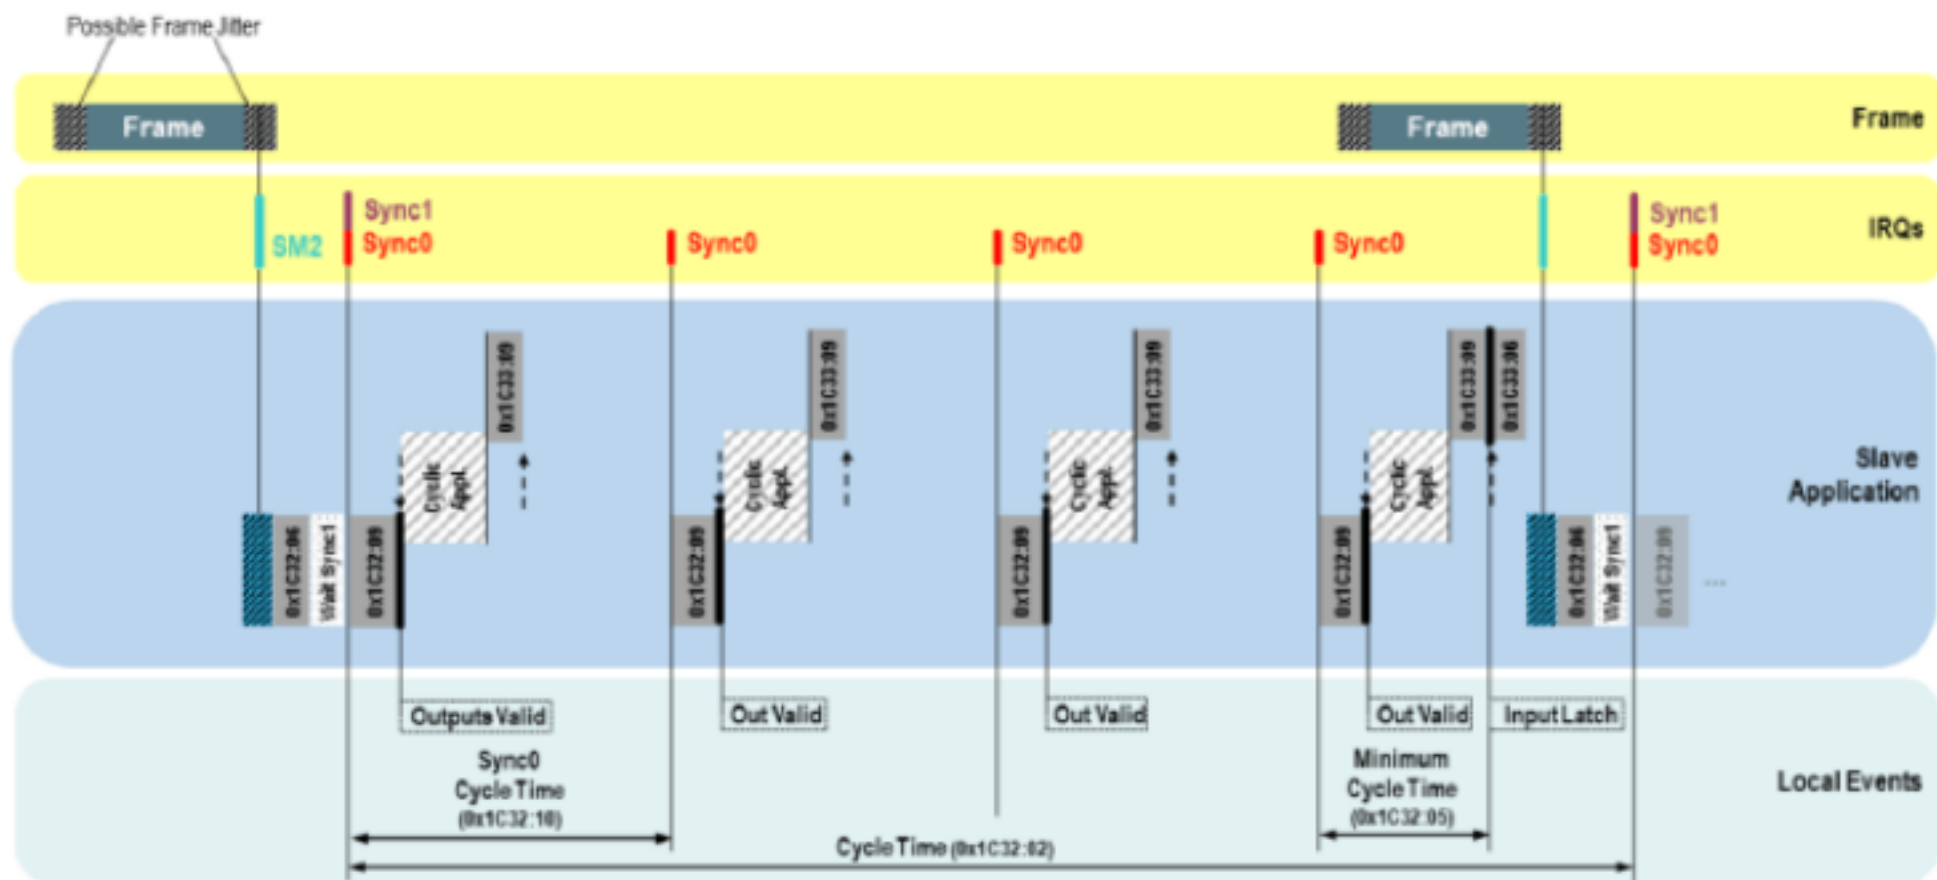 Possible Frame Jitter
Frame
Frame
Frame
Sync1
Sync1
IRQs
SM2
Sync0
Sync0
Sync0
Sync0
Sync0
0x1C33:09
0x1C33:09
0x1C33:09
0x1C33:09
0x1C33:06
Cyclic
Appl.
Cyclic
Appl.
Cyclic
Appl.
Cyclic
Appl.
Slave
Application
0x1C32:06
Wait Sync1
0x1C32:09
0x1C32:09
0x1C32:09
0x1C32:09
0x1C32:06
Wait Sync1
0x1C32:09
...
Outputs Valid
Out Valid
Out Valid
Out Valid
Input Latch
Sync0
Cycle Time
(0x1C32:10)
Minimum
Cycle Time
(0x1C32:05)
Local Events
Cycle Time (0x1C32:02)